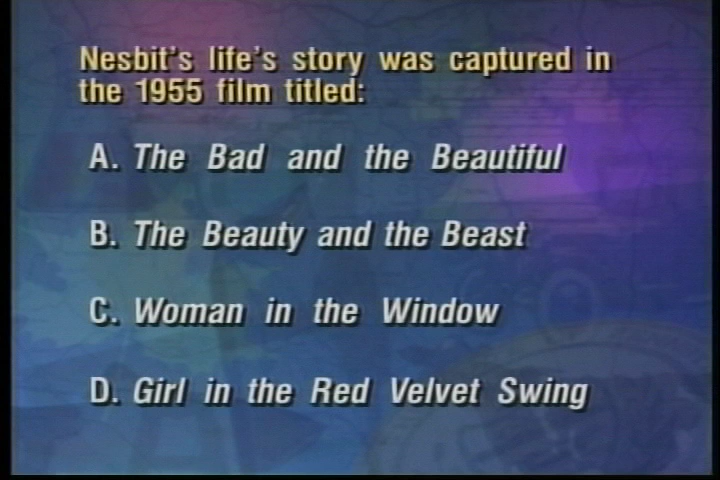 Nesbit's life's story was captured in
the 1955 film titled:
A. The Bad and the Beautiful
B. The Beauty and the Beast
C. Woman in the Window
D. Girl in the Red Velvet Swing